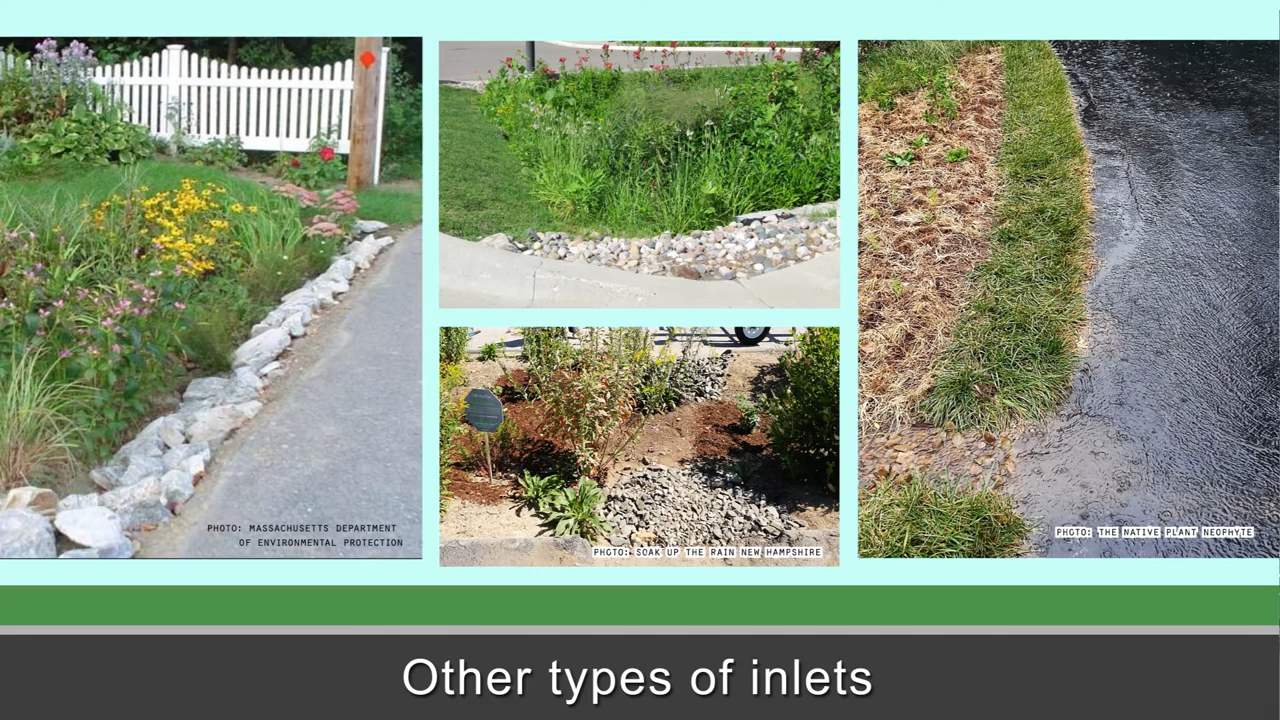 PHOTO: MASSACHUSETTS DEPARTMENT
OF ENVIRONMENTAL PROTECTION
PHOTO: SOAK UP THE RAIN NEW HAMPSHIRE
PHOTO: THE NATIVE PLANT NEOPHYTE
Other types of inlets